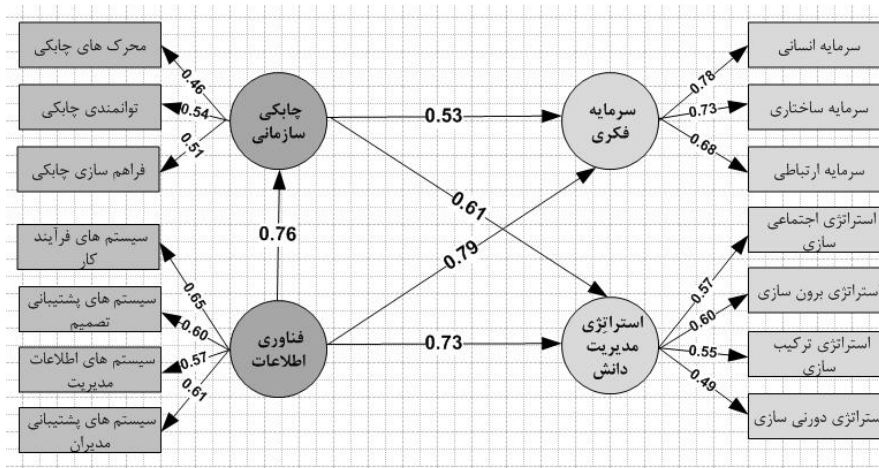 محرک های چابکی
توانمندی چابکی
فراهم سازی چابکی
سیستم های فرآیند
کار
سیستم های پشتیبانی
تصمیم
سیستم های اطلاعات
مدیریت
سیستم های پشتیبانی
مدیران
0.46
0.54
0.51
0.65
0.60
0.57
0.61
چابکی
سازمانی
0.76
فناوری
اطلاعات
0.53
0.61
0.79
0.73
سرمایه
فکری
استراتژی
مدیریت
دانش
0.78
0.73
0.68
0.57
0.60
0.55
0.49
سرمایه انسانی
سرمایه ساختاری
سرمایه ارتباطی
استراتژی اجتماعی
سازی
استراتژی برون سازی
استراتژی ترکیب
سازی
ستراتژی دورنی سازی